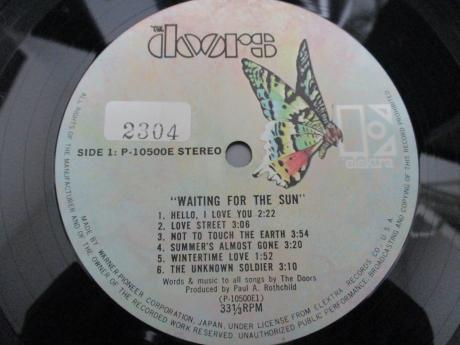 THE
doors
2304
SIDE 1: P-10500E STEREO
elektra
"WAITING FOR THE SUN"
1. HELLO, I LOVE YOU 2:22
2. LOVE STREET 3:06
3. NOT TO TOUCH THE EARTH 3:54
4. SUMMER'S ALMOST GONE 3:20
5. WINTERTIME LOVE 1:52
6. THE UNKNOWN SOLDIER 3:10
Words & music to all songs by The Doors
Produced by Paul A. Rothchild
(P-10500E1)
33⅓RPM
MADE BY WARNER-PIONEER CORPORATION, JAPAN, UNDER LICENSE FROM ELEKTRA RECORDS CO., U.S.A.
ALL RIGHTS OF THE MANUFACTURER AND OF THE OWNER OF THE RECORDED WORK RESERVED. UNAUTHORIZED PUBLIC PERFORMANCE, BROADCASTING AND COPYING OF THIS RECORD PROHIBITED